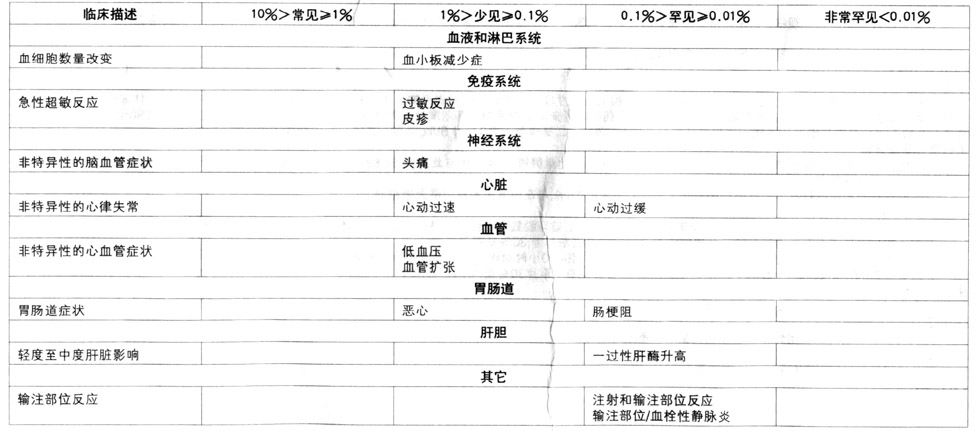 临床描述 10%＞常见≥1% 1%＞少见≥0.1% 0.1%＞罕见≥0.01% 非常罕见＜0.01%
血液和淋巴系统
血细胞数量改变 血小板减少症
免疫系统
急性超敏反应 过敏反应
皮疹
神经系统
非特异性的脑血管症状 头痛
心脏
非特异性的心律失常 心动过速 心动过缓
血管
非特异性的心血管症状 低血压
血管扩张
胃肠道
胃肠道症状 恶心 肠梗阻
肝胆
轻度至中度肝脏影响 一过性肝酶升高
其它
输注部位反应 注射和输注部位反应
输注部位/血栓性静脉炎